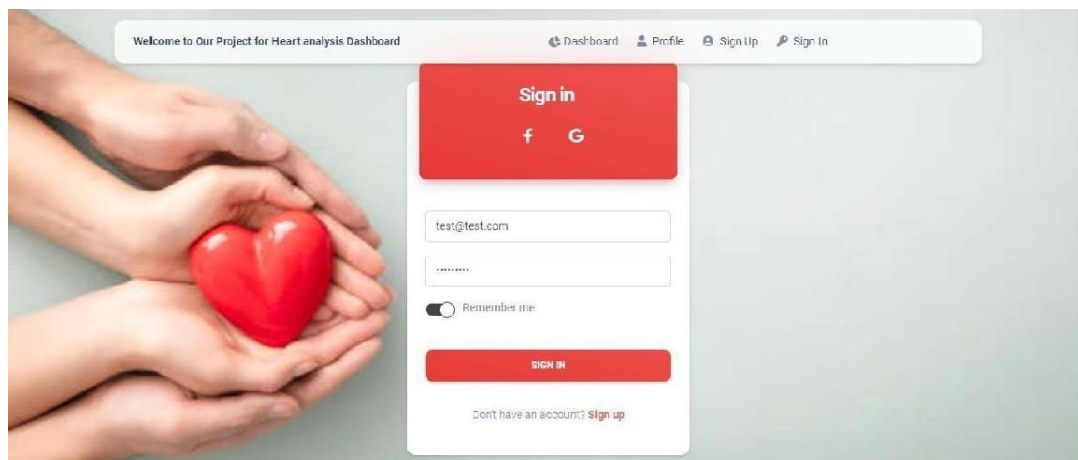 Welcome to Our Project for Heart analysis Dashboard
Dashboard Profile Sign Up Sign In
Sign in
f G
test@test.com
Remember me
SIGN IN
Don't have an account? Sign up